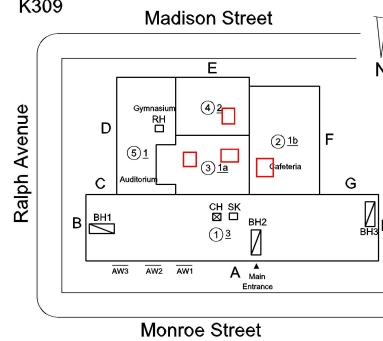 K309
Madison Street
N
E
Gymnasium
RH
④ 2
D
② 1b
F
⑤ 1
③ 1a
Cafeteria
Auditorium
C
G
Ralph Avenue
B
BH1
CH
SK
BH2
BH3
① 3
AW3
AW2
AW1
A
Main
Entrance
Monroe Street